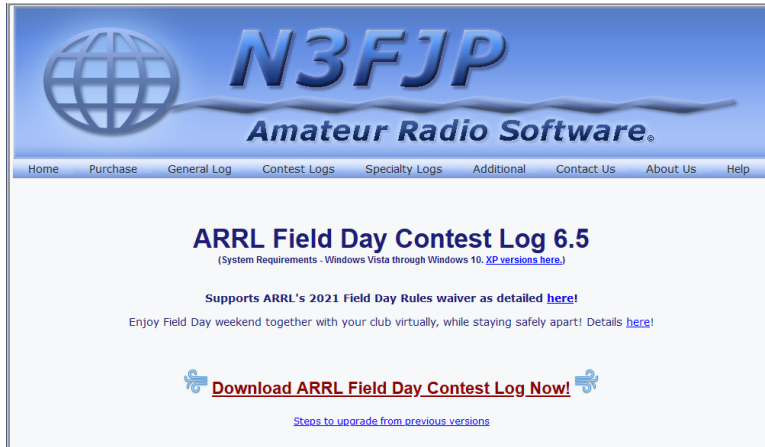 N3FJP
Amateur Radio Software©
Home Purchase General Log Contest Logs Specialty Logs Additional Contact Us About Us Help
ARRL Field Day Contest Log 6.5
(System Requirements - Windows Vista through Windows 10. XP versions here.)
Supports ARRL's 2021 Field Day Rules waiver as detailed here!
Enjoy Field Day weekend together with your club virtually, while staying safely apart! Details here!
Download ARRL Field Day Contest Log Now!
Steps to upgrade from previous versions